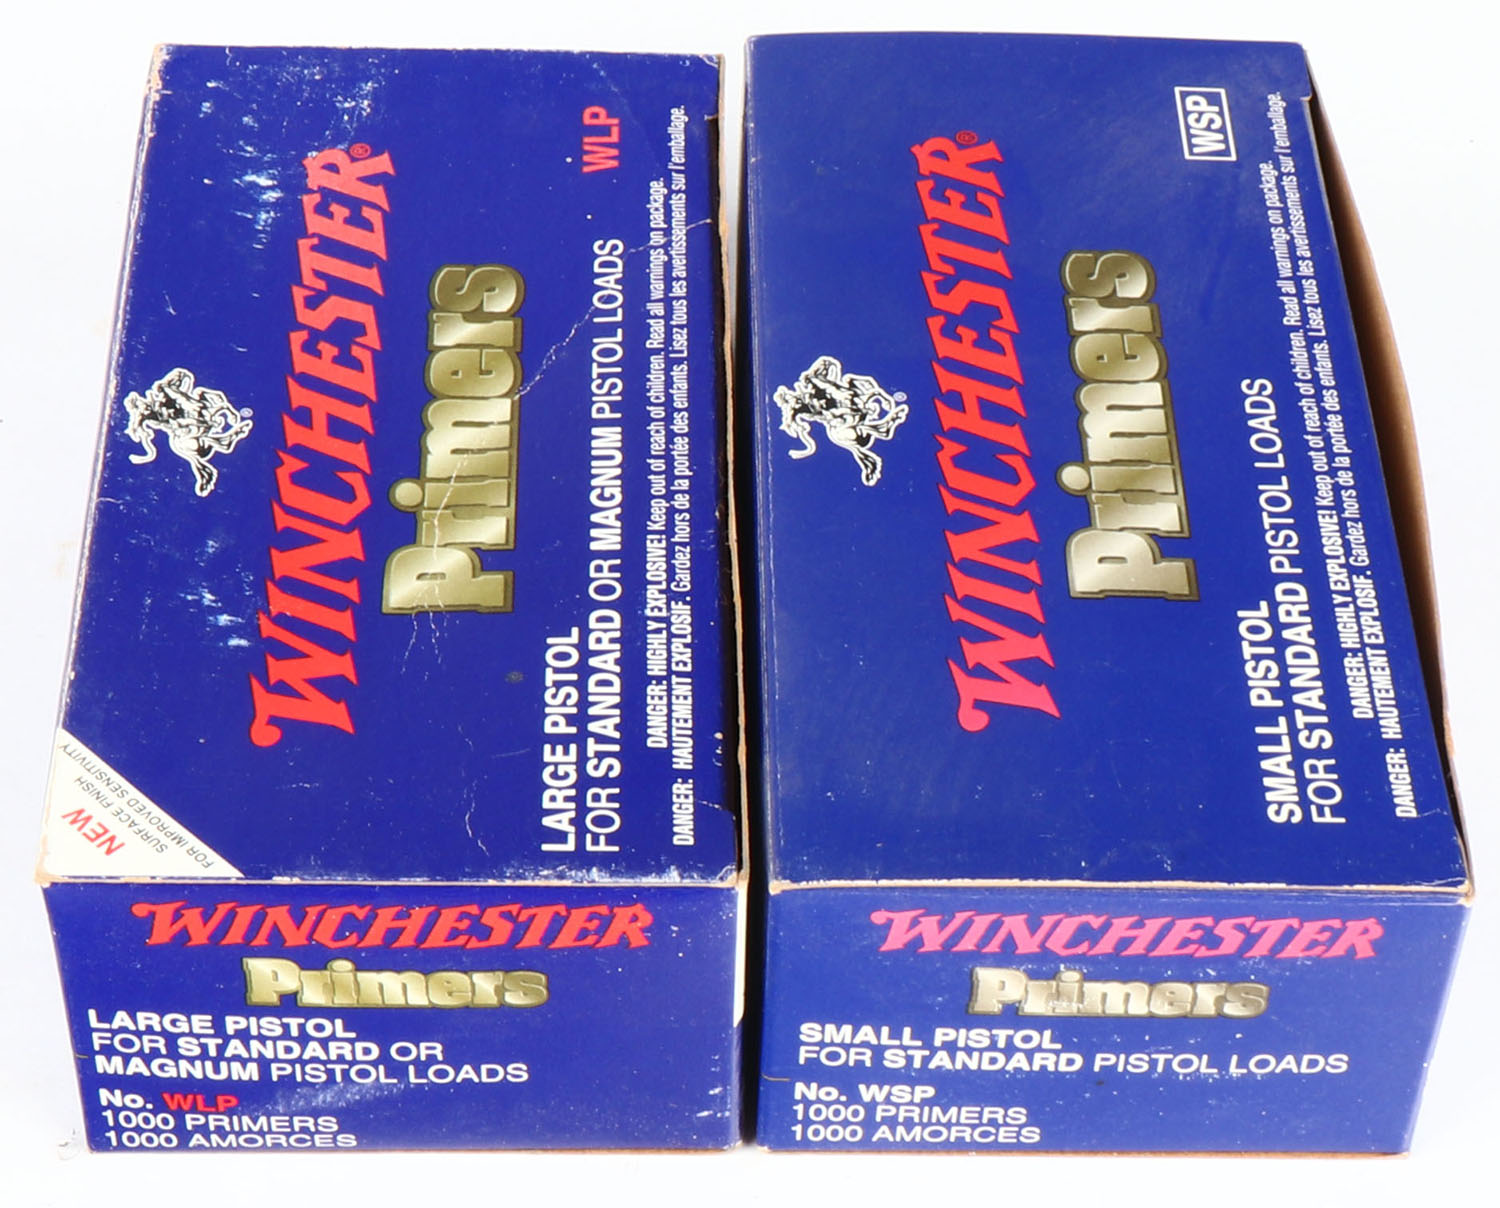 WINCHESTER®
Primers
WLP
LARGE PISTOL
FOR STANDARD OR MAGNUM PISTOL LOADS
DANGER: HIGHLY EXPLOSIVE! Keep out of reach of children. Read all warnings on package.
DANGER: HAUTEMENT EXPLOSIF. Gardez hors de la portée des enfants. Lisez tous les avertissements sur l'emballage.
®
NEW
SURFACE FINISH
FOR IMPROVED SENSITIVITY
WINCHESTER
Primers
LARGE PISTOL
FOR STANDARD OR
MAGNUM PISTOL LOADS
No. WLP
1000 PRIMERS
1000 AMORCES
WINCHESTER®
Primers
WSP
SMALL PISTOL
FOR STANDARD PISTOL LOADS
DANGER: HIGHLY EXPLOSIVE! Keep out of reach of children. Read all warnings on package.
DANGER: HAUTEMENT EXPLOSIF. Gardez hors de la portée des enfants. Lisez tous les avertissements sur l'emballage.
®
WINCHESTER
Primers
SMALL PISTOL
FOR STANDARD PISTOL LOADS
No. WSP
1000 PRIMERS
1000 AMORCES